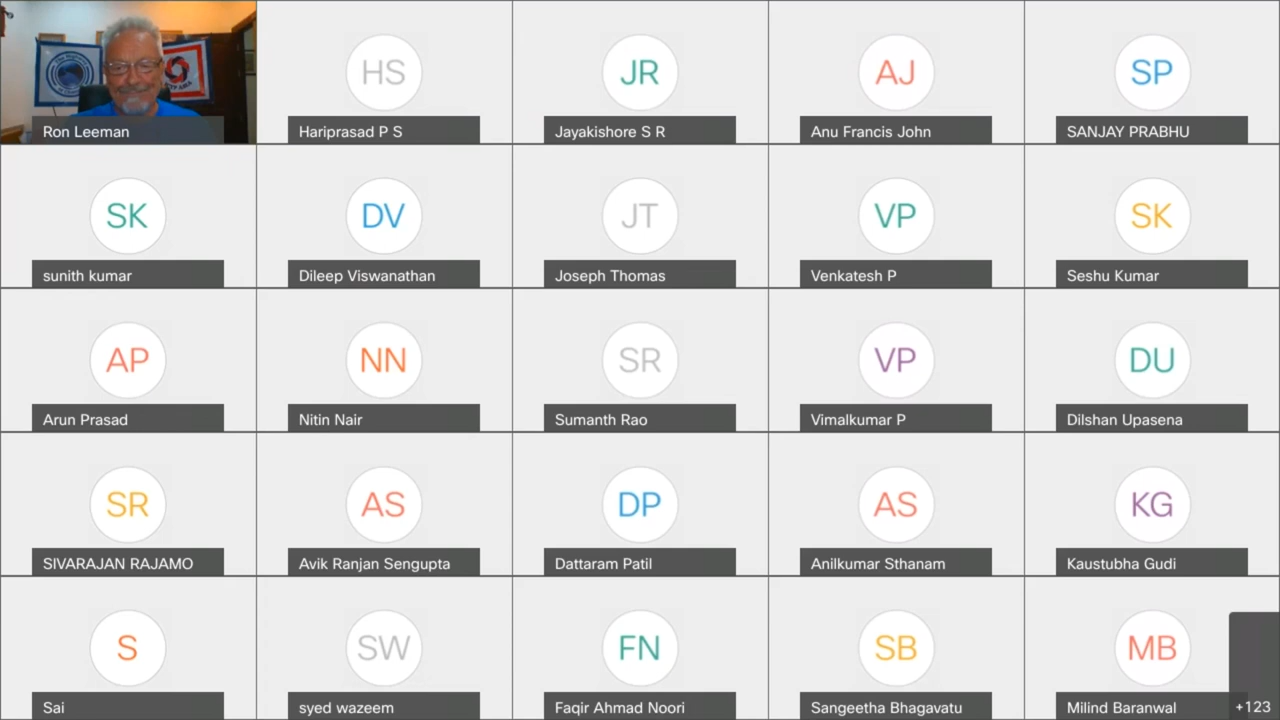 Ron Leeman
HS
Hariprasad P S
JR
Jayakishore S R
AJ
Anu Francis John
SP
SANJAY PRABHU
SK
sunith kumar
DV
Dileep Viswanathan
JT
Joseph Thomas
VP
Venkatesh P
SK
Seshu Kumar
AP
Arun Prasad
NN
Nitin Nair
SR
Sumanth Rao
VP
Vimalkumar P
DU
Dilshan Upasena
SR
SIVARAJAN RAJAMO
AS
Avik Ranjan Sengupta
DP
Dattaram Patil
AS
Anilkumar Sthanam
KG
Kaustubha Gudi
S
Sai
SW
syed wazeem
FN
Faqir Ahmad Noori
SB
Sangeetha Bhagavatu
MB
Milind Baranwal
+123